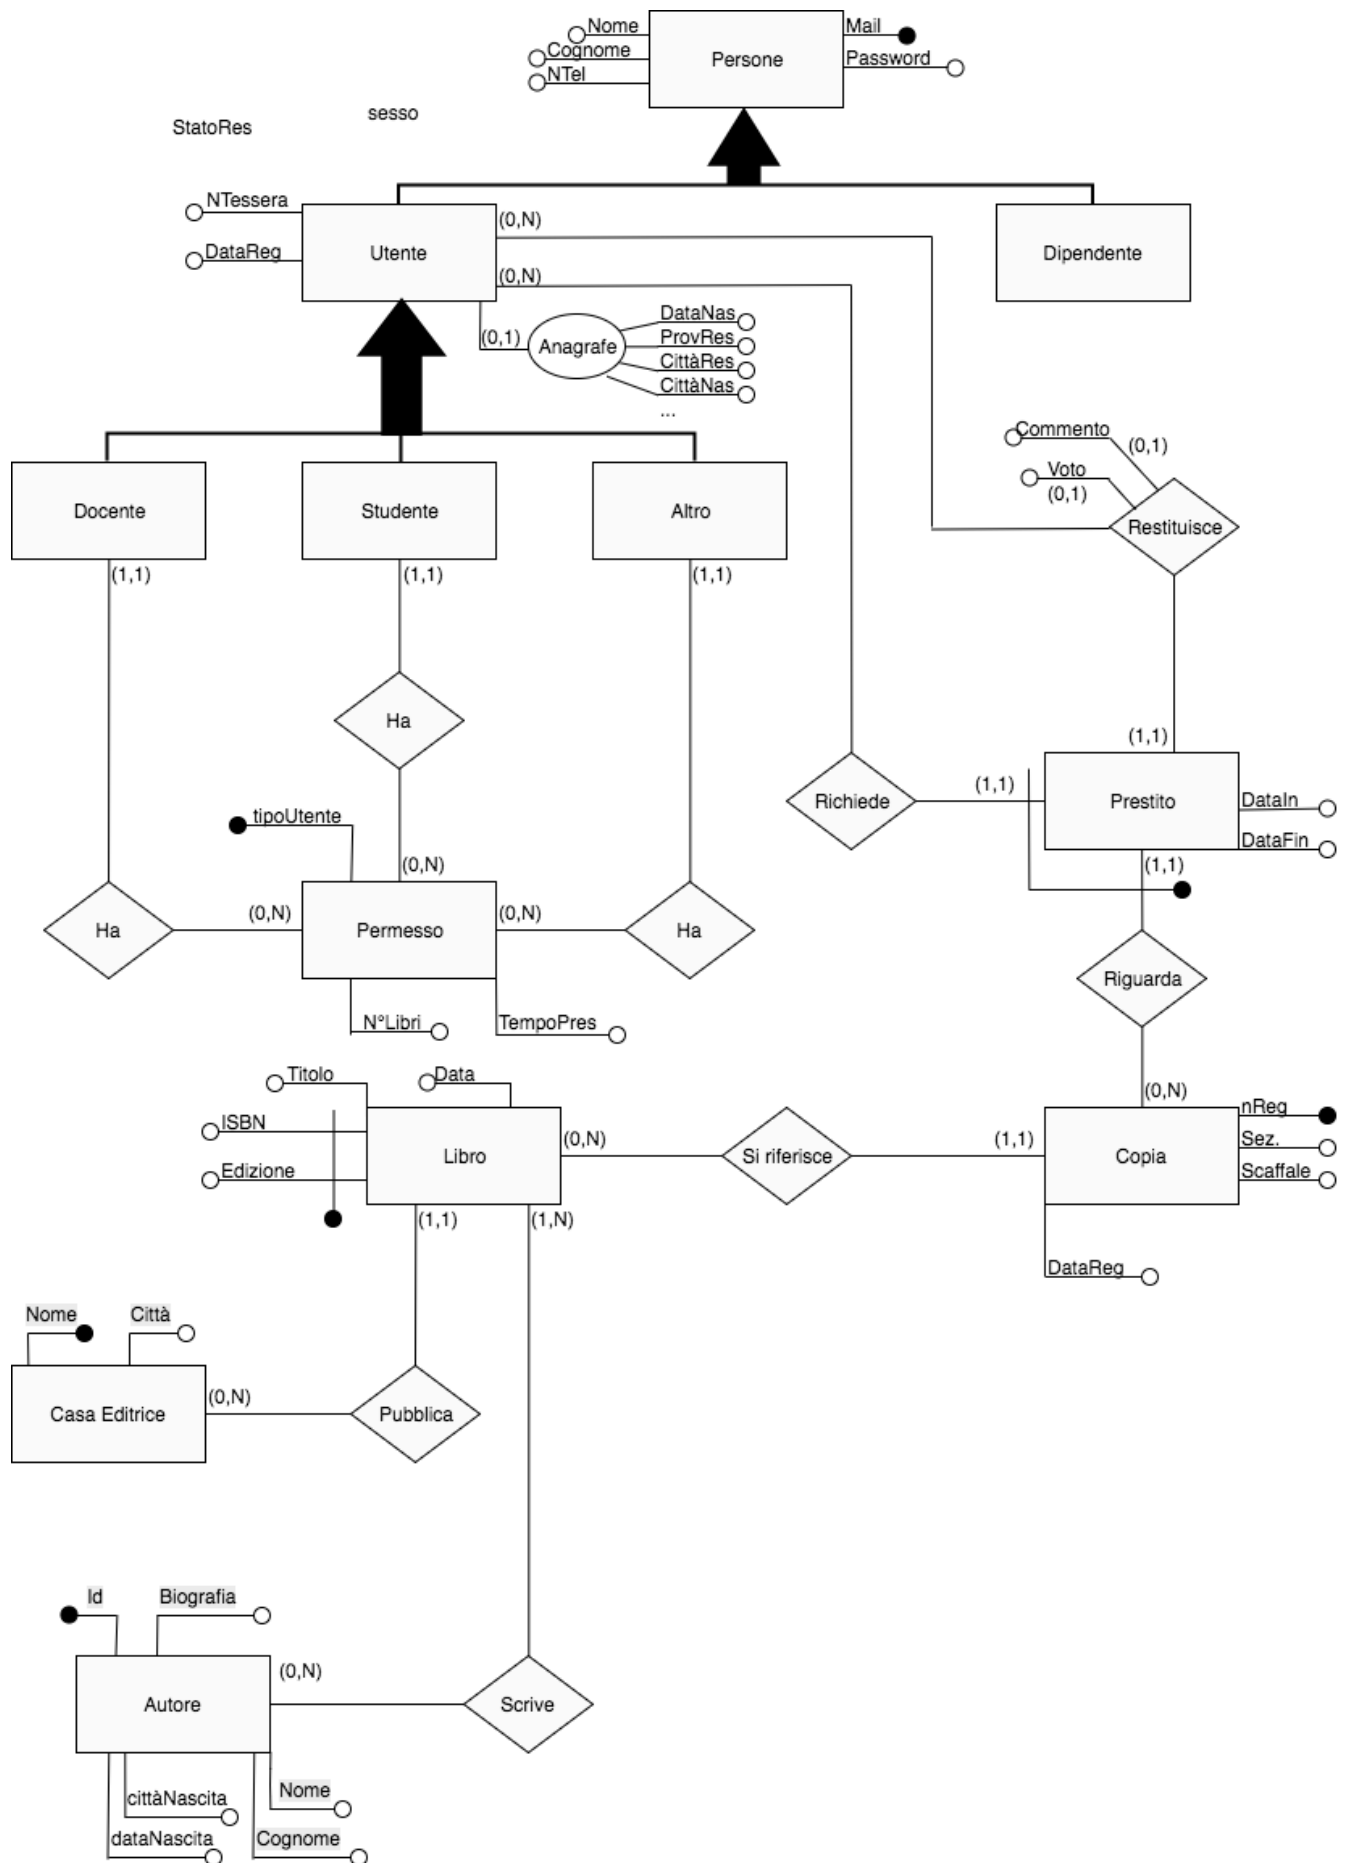 Nome
Mail
Cognome
Persone
Password
NTel
sesso
StatoRes
NTessera
(0,N)
DataReg
Utente
Dipendente
(0,N)
DataNas
(0,1)
Anagrafe
ProvRes
CittàRes
CittàNas
...
Commento
(0,1)
Voto
(0,1)
Docente
Studente
Altro
Restituisce
(1,1)
(1,1)
(1,1)
Ha
(1,1)
(1,1)
Richiede
Prestito
DataIn
tipoUtente
DataFin
(0,N)
(1,1)
(0,N)
(0,N)
Ha
Permesso
Ha
Riguarda
N°Libri
TempoPres
Titolo
Data
(0,N)
nReg
ISBN
(0,N)
(1,1)
Sez.
Libro
Si riferisce
Copia
Edizione
Scaffale
(1,1)
(1,N)
DataReg
Nome
Città
(0,N)
Casa Editrice
Pubblica
Id
Biografia
(0,N)
Autore
Scrive
Nome
cittàNascita
dataNascita
Cognome